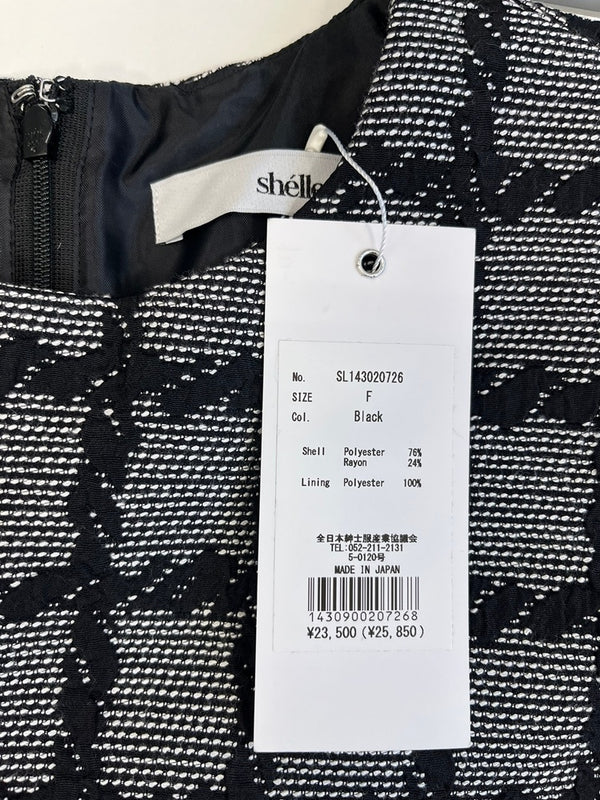 shélle
No. SL143020726
SIZE F
Col. Black
Shell Polyester 76%
Rayon 24%
Lining Polyester 100%
全日本紳士服産業協議会
TEL:052-211-2131
5-0120号
MADE IN JAPAN
1430900207268
¥23,500 (¥25,850)